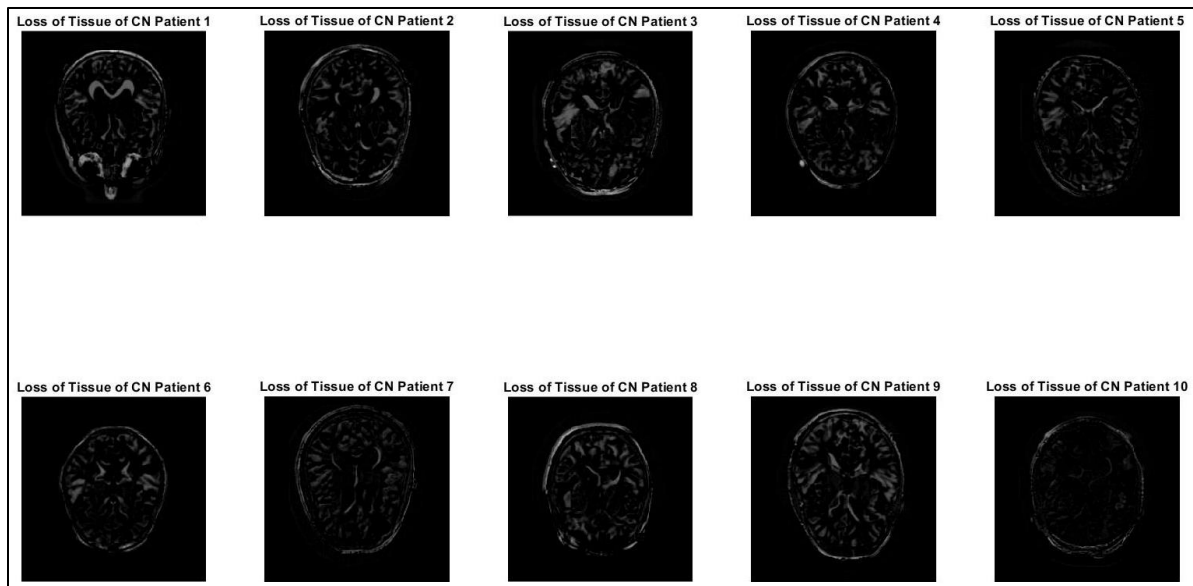 Loss of Tissue of CN Patient 1
Loss of Tissue of CN Patient 2
Loss of Tissue of CN Patient 3
Loss of Tissue of CN Patient 4
Loss of Tissue of CN Patient 5
Loss of Tissue of CN Patient 6
Loss of Tissue of CN Patient 7
Loss of Tissue of CN Patient 8
Loss of Tissue of CN Patient 9
Loss of Tissue of CN Patient 10